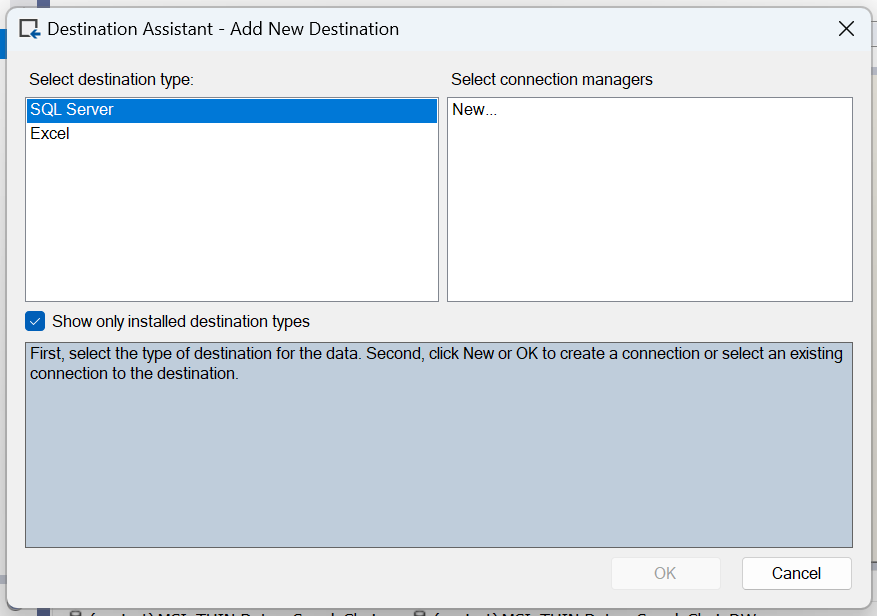 Destination Assistant - Add New Destination
Select destination type:
Select connection managers
SQL Server
Excel
New...
Show only installed destination types
First, select the type of destination for the data. Second, click New or OK to create a connection or select an existing
connection to the destination.
OK
Cancel